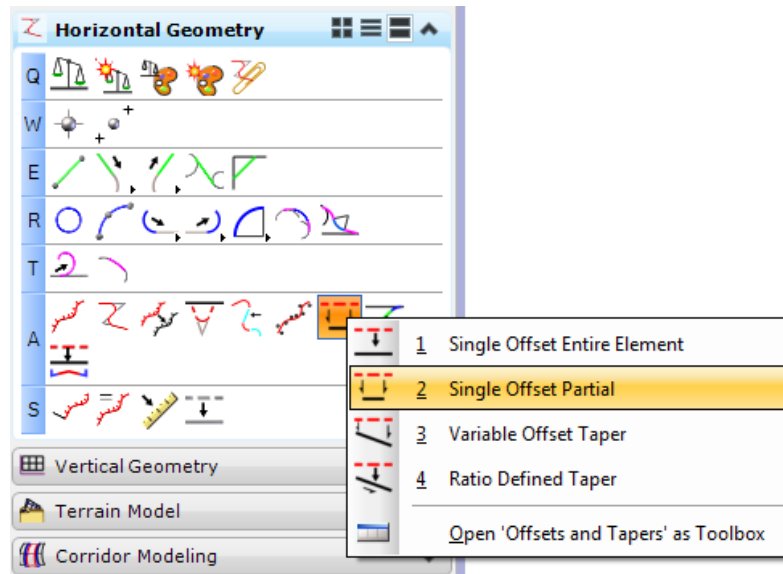 Horizontal Geometry
Q
W
E
R
T
A
S
1 Single Offset Entire Element
2 Single Offset Partial
3 Variable Offset Taper
4 Ratio Defined Taper
Open 'Offsets and Tapers' as Toolbox
Vertical Geometry
Terrain Model
Corridor Modeling